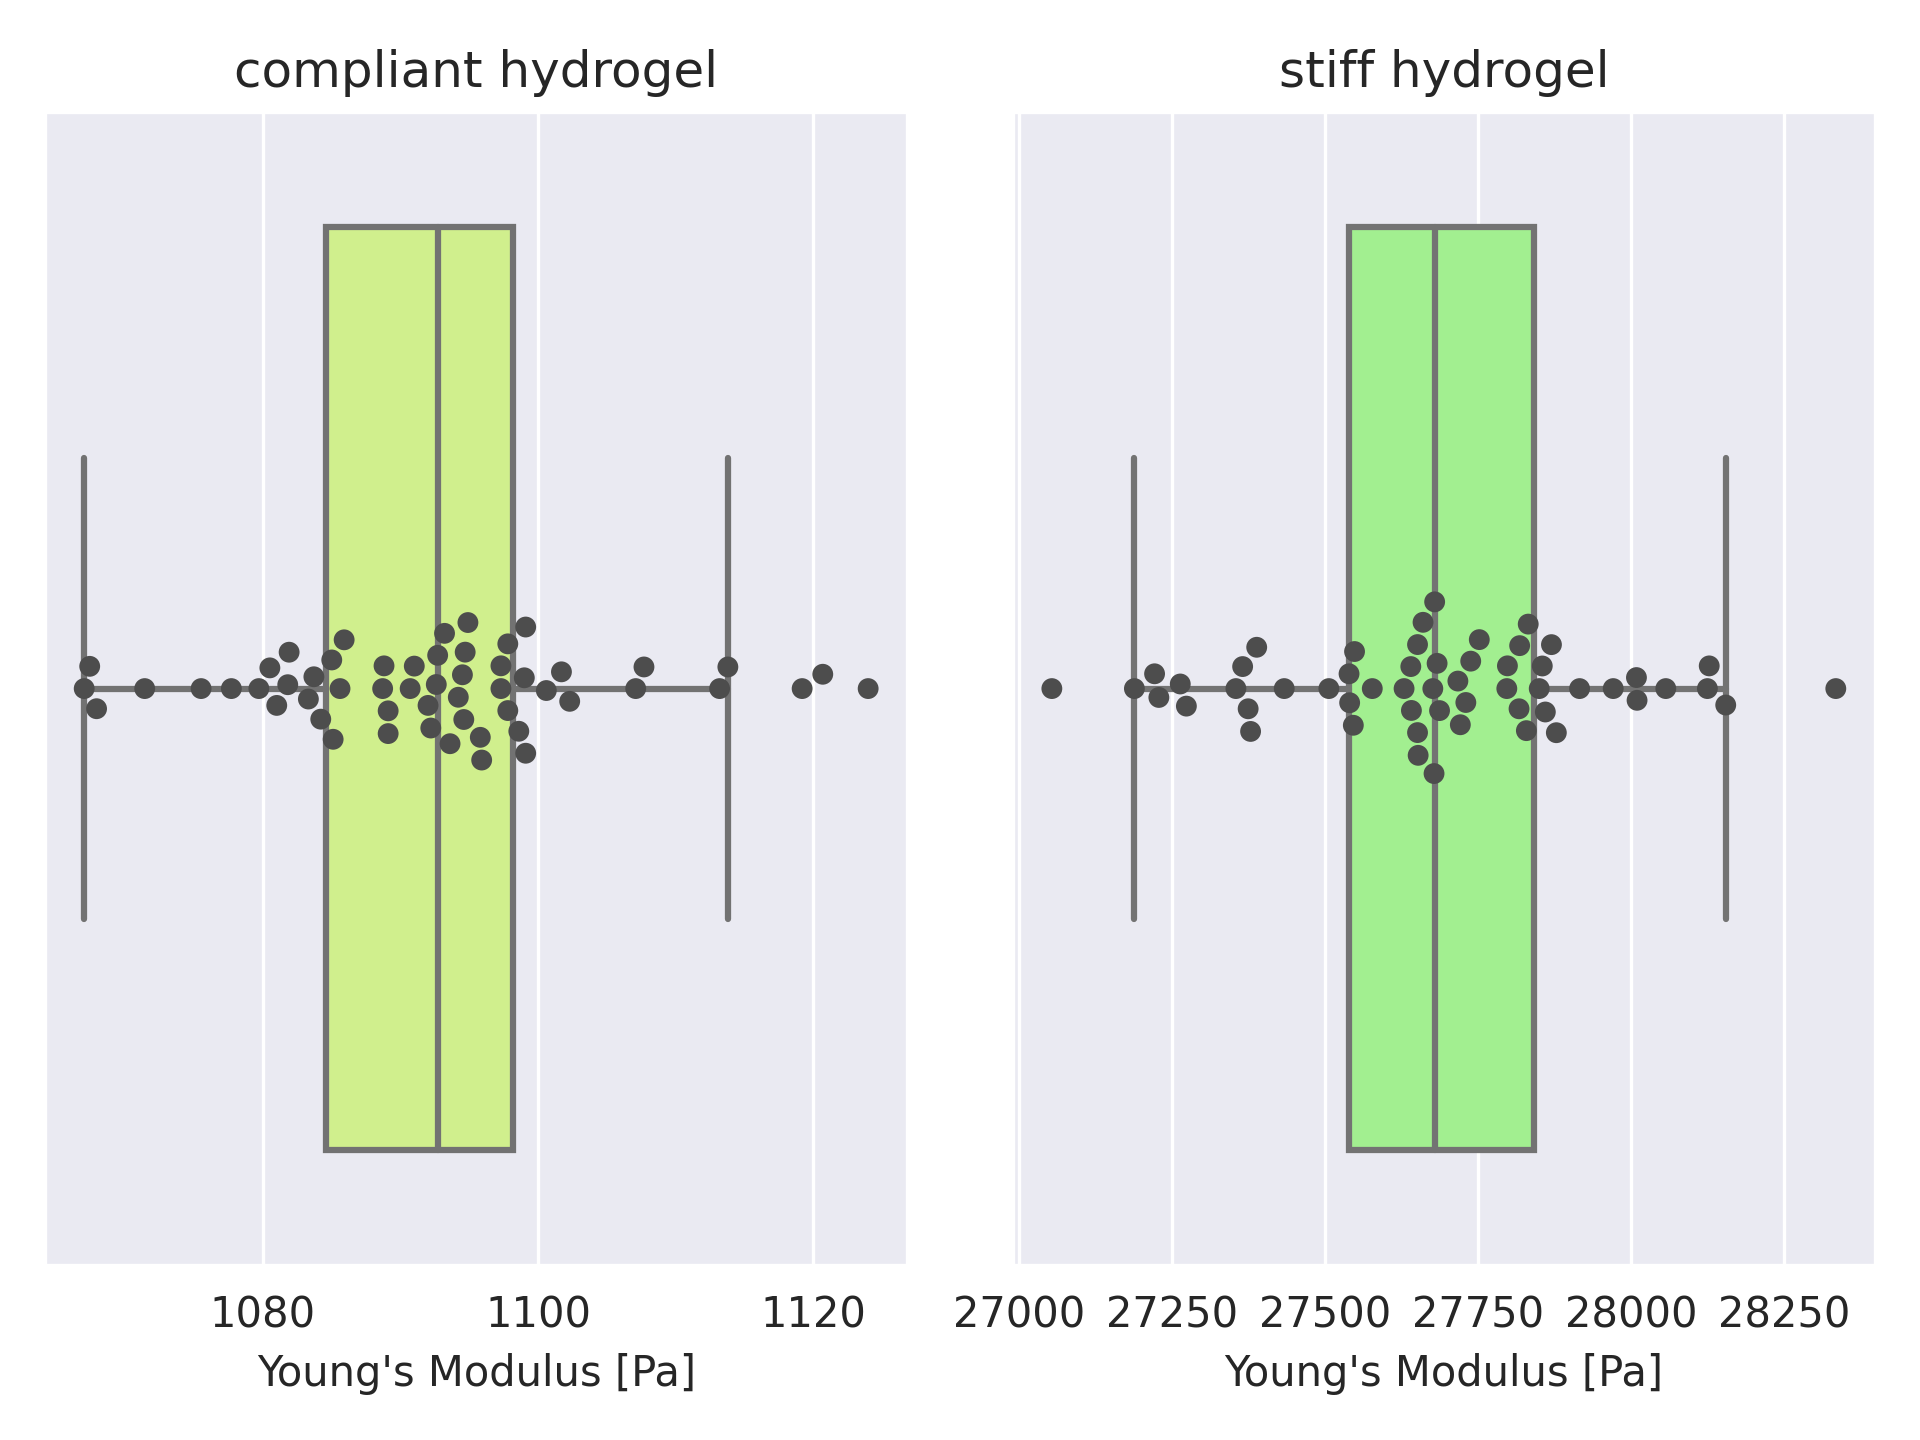 compliant hydrogel
stiff hydrogel
1080 1100 1120
27000 27250 27500 27750 28000 28250
Young's Modulus [Pa]
Young's Modulus [Pa]